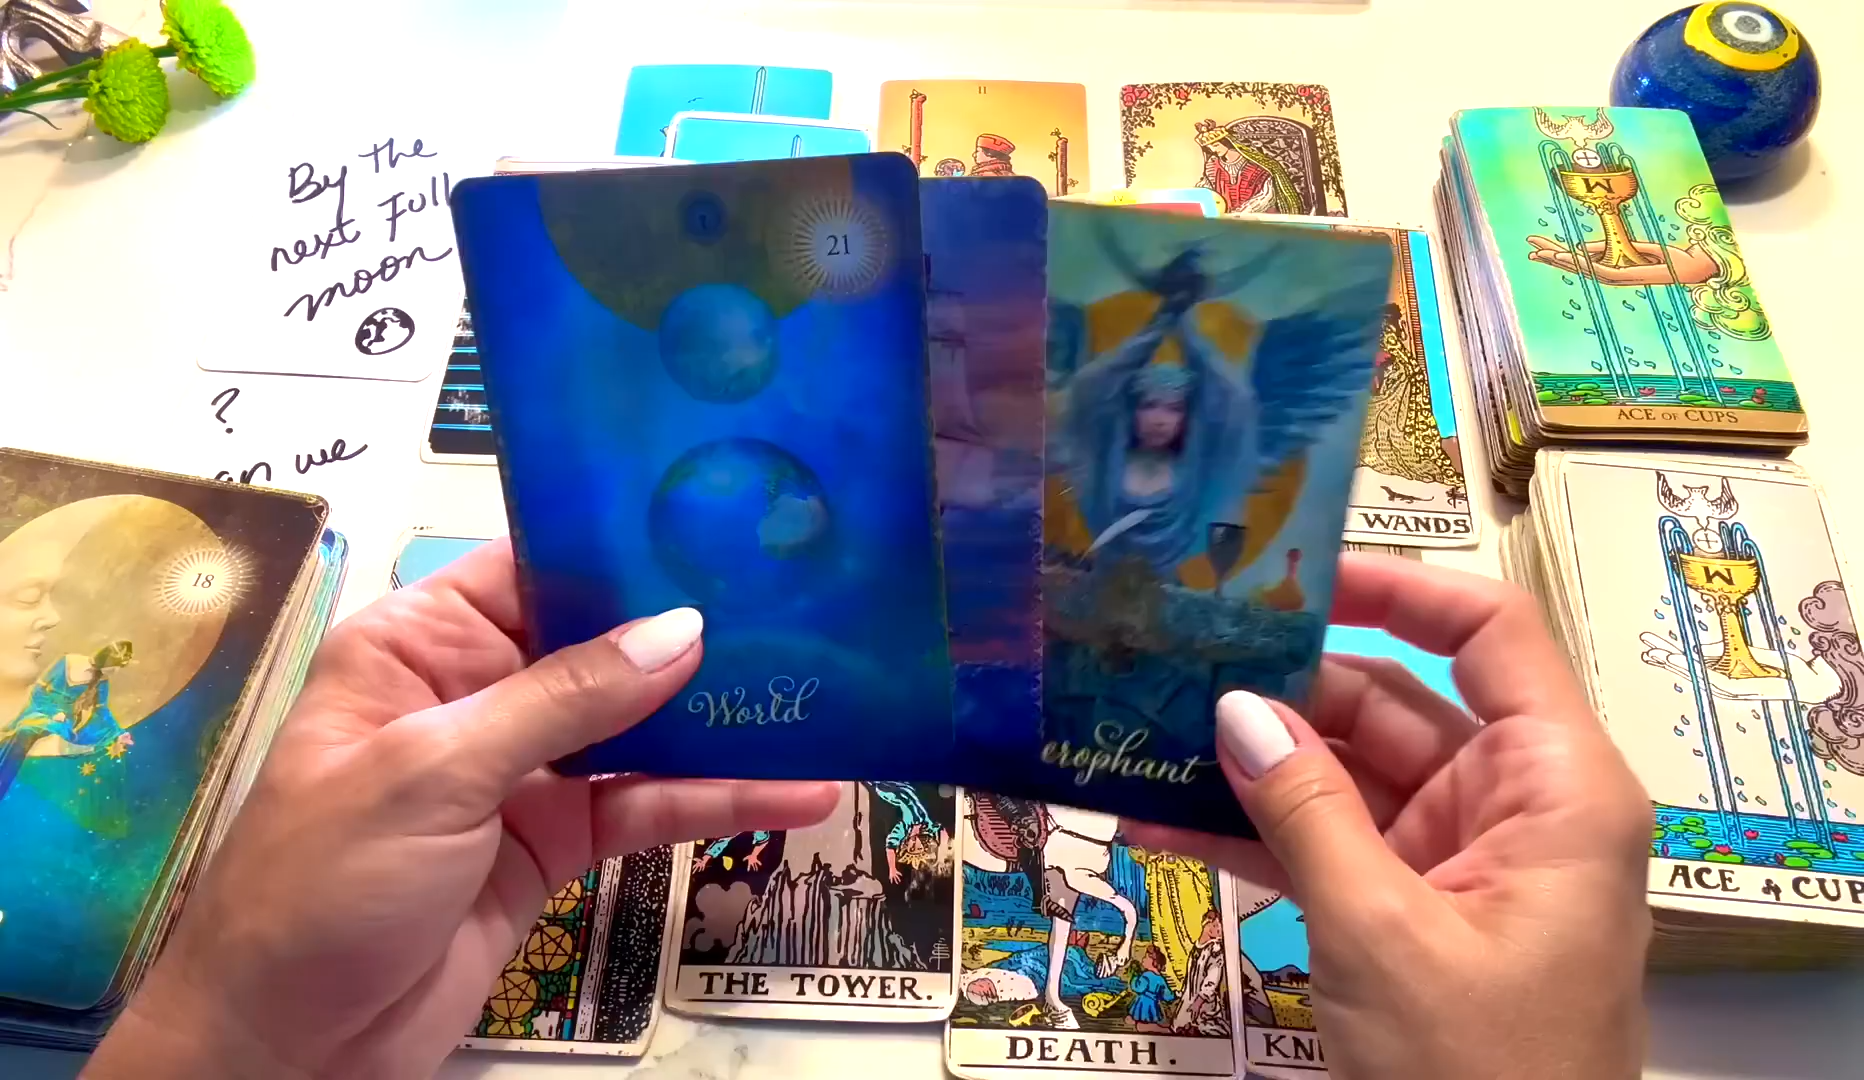 II
By the
next Full
moon
21
ACE OF CUPS
?
an we
WANDS
18
World
erophant
ACE of CUP
THE TOWER.
DEATH.
KN